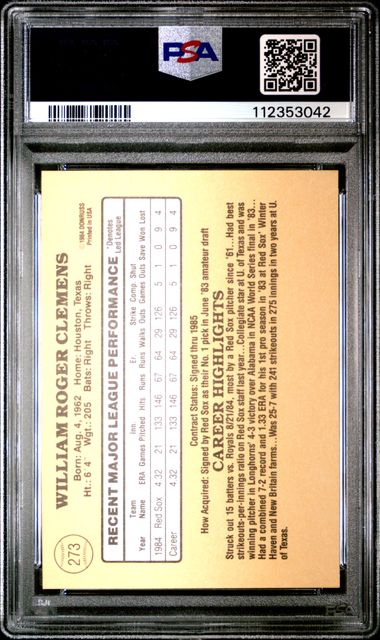 PSA
112353042
273
© 1984 DONRUSS
Printed in USA
WILLIAM ROGER CLEMENS
Born: Aug. 4, 1962 Home: Houston, Texas
Ht.: 6' 4" Wgt.: 205 Bats: Right Throws: Right
RECENT MAJOR LEAGUE PERFORMANCE
• Denotes
Led League
Team Inn. Er. Strike Comp. Shut
Year Name ERA Games Pitched Hits Runs Runs Walks Outs Games Outs Save Won Lost
1984 Red Sox 4.32 21 133 146 67 64 29 126 5 0 9 4
Career 4.32 21 133 146 67 64 29 126 5 0 9 4
Contract Status: Signed thru 1985
How Acquired: Signed by Red Sox as their No. 1 pick in June '83 amateur draft
CAREER HIGHLIGHTS
Struck out 15 batters vs. Royals 8/21/84, most by a Red Sox pitcher since '61...Had best
strikeouts-per-innings ratio on Red Sox staff last year...Collegiate star at U. of Texas and was
winning pitcher in Longhorns' 4-3 victory over Alabama in NCAA World Series final in '83...
Had a combined 7-2 record and 1.33 ERA for his 1st pro season in '83 at Red Sox' Winter
Haven and New Britain farms...Was 25-7 with 241 strikeouts in 275 innings in two years at U.
of Texas.